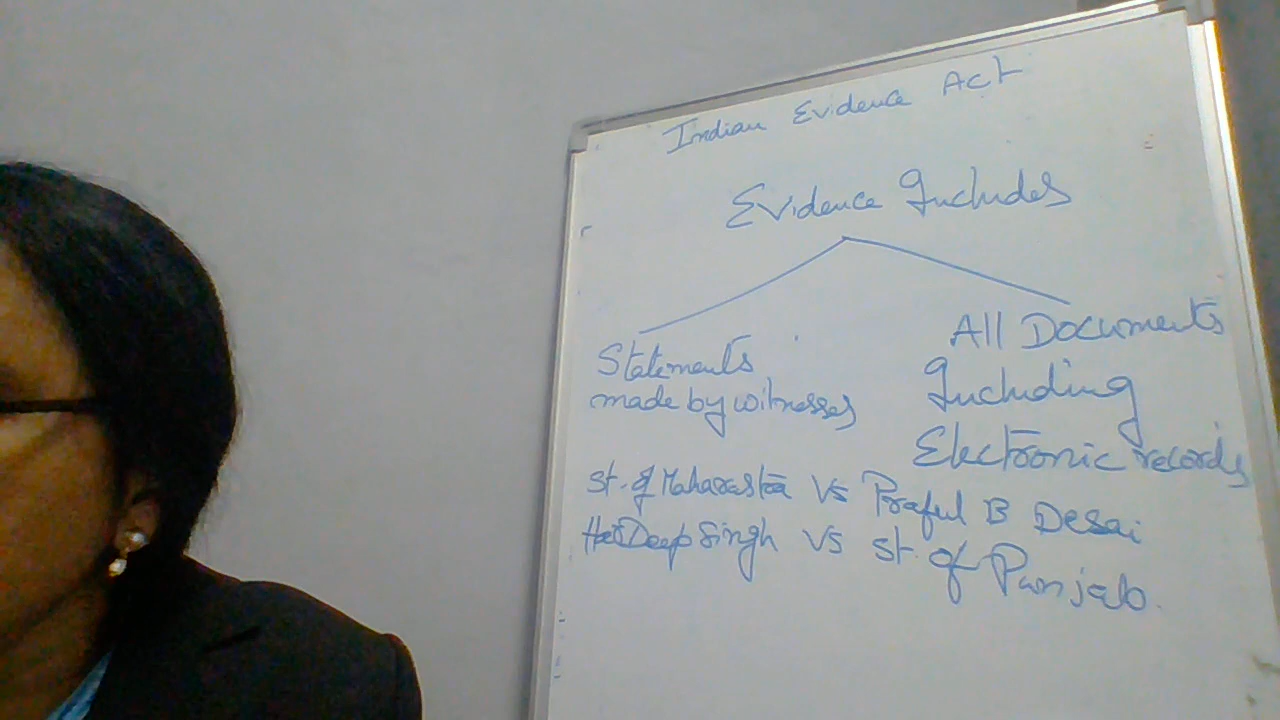 Indian Evidence Act
Evidence Includes
Statements
made by witnesses
All Documents
Including
Electronic records
St. of Maharastra Vs Praful B Desai
HarDeep Singh Vs St. of Punjab.